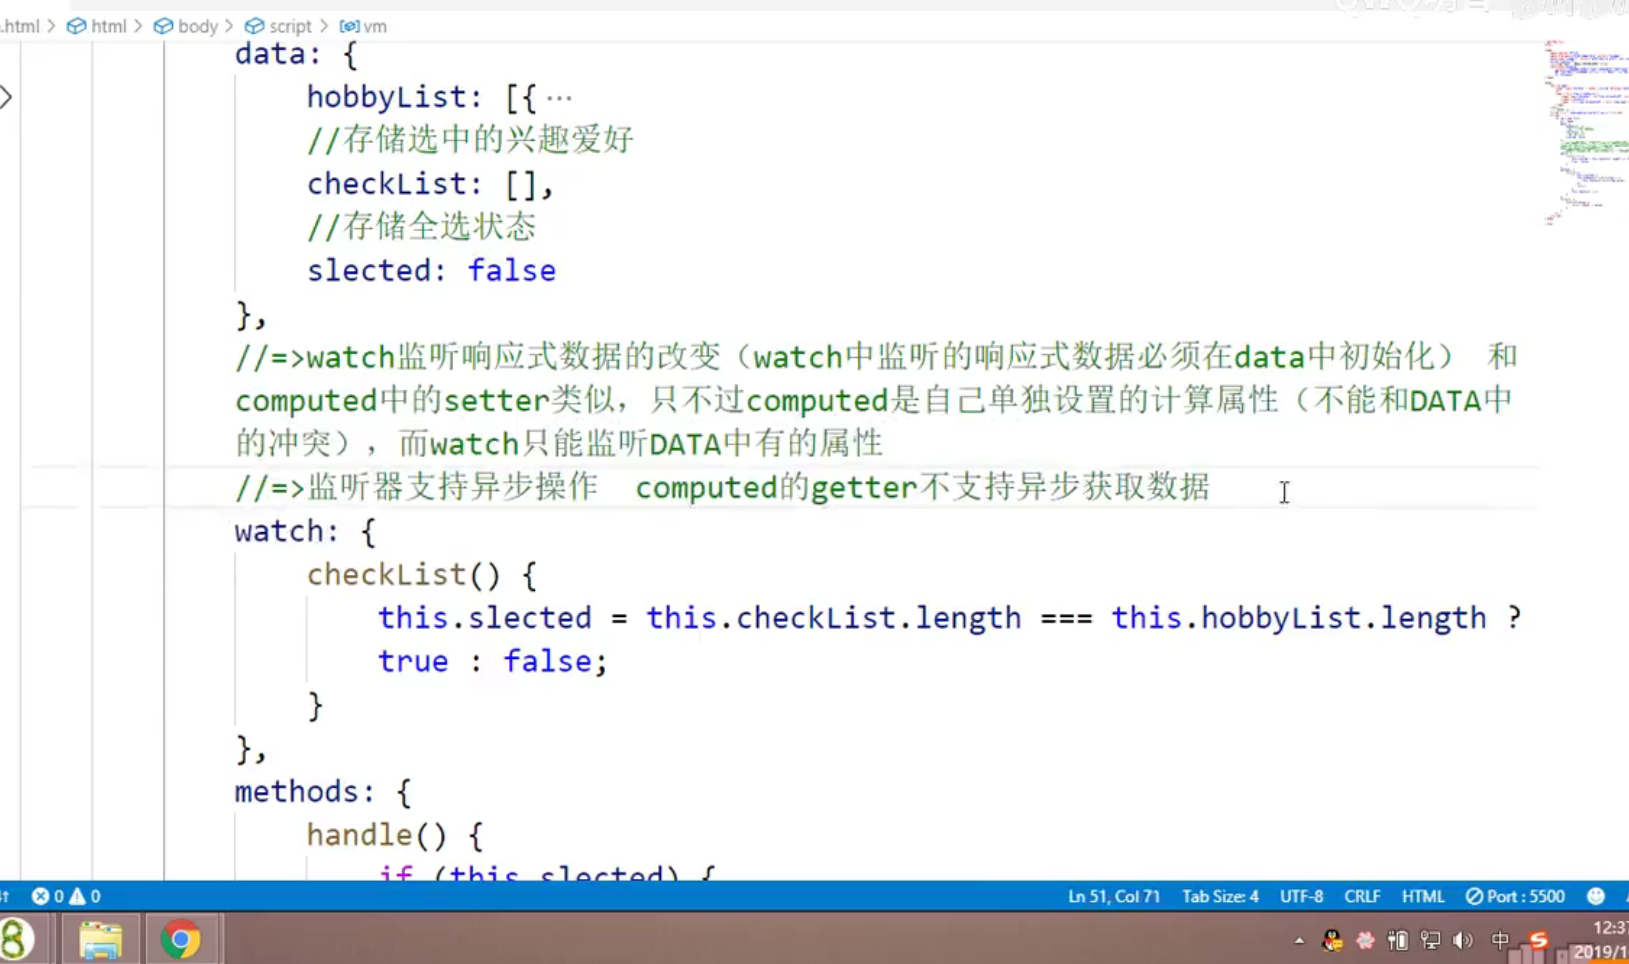 .html > html > body > script > vm
data: {
hobbyList: [{ ···
//存储选中的兴趣爱好
checkList: [],
//存储全选状态
slected: false
},
//=>watch监听响应式数据的改变（watch中监听的响应式数据必须在data中初始化） 和
computed中的setter类似，只不过computed是自己单独设置的计算属性（不能和DATA中
的冲突），而watch只能监听DATA中有的属性
//=>监听器支持异步操作  computed的getter不支持异步获取数据
watch: {
checkList() {
this.slected = this.checkList.length === this.hobbyList.length ?
true : false;
}
},
methods: {
handle() {
if (this.slected) {
0 0 Ln 51, Col 71 Tab Size: 4 UTF-8 CRLF HTML Port : 5500
中 12:37
2019/1